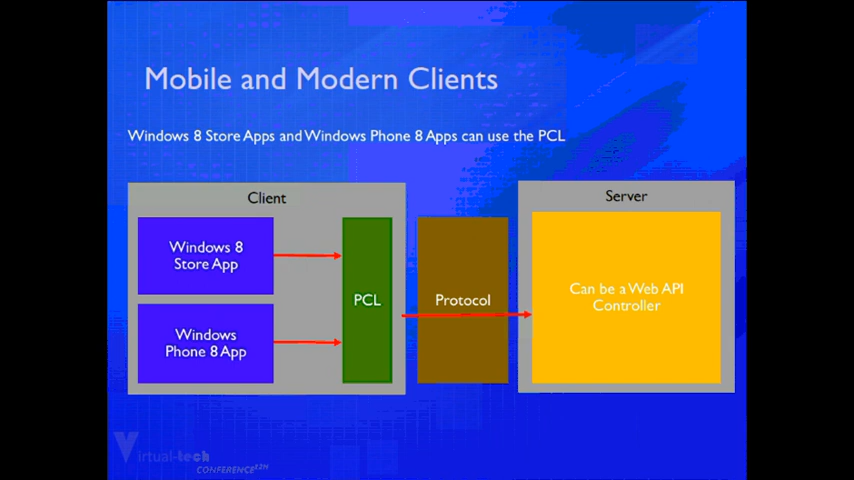 Mobile and Modern Clients
Windows 8 Store Apps and Windows Phone 8 Apps can use the PCL
Client
Server
Windows 8
Store App
Windows
Phone 8 App
PCL
Protocol
Can be a Web API
Controller
Virtual-tech
CONFERENCE